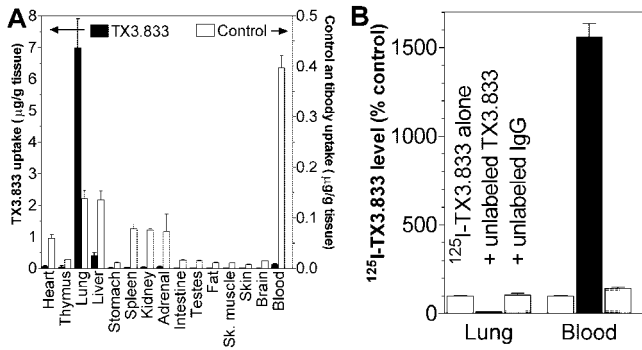 A
TX3.833
Control
TX3.833 uptake (µg/g tissue)
8
7
6
5
4
3
2
1
0
0.5
0.4
0.3
0.2
0.1
0.0
Control antibody uptake (µg/g tissue)
Heart
Thymus
Lung
Liver
Stomach
Spleen
Kidney
Adrenal
Intestine
Testes
Fat
Sk. muscle
Skin
Brain
Blood
B
125I-TX3.833 level (% control)
1500
1000
500
0
125I-TX3.833 alone
+ unlabeled TX3.833
+ unlabeled IgG
Lung
Blood